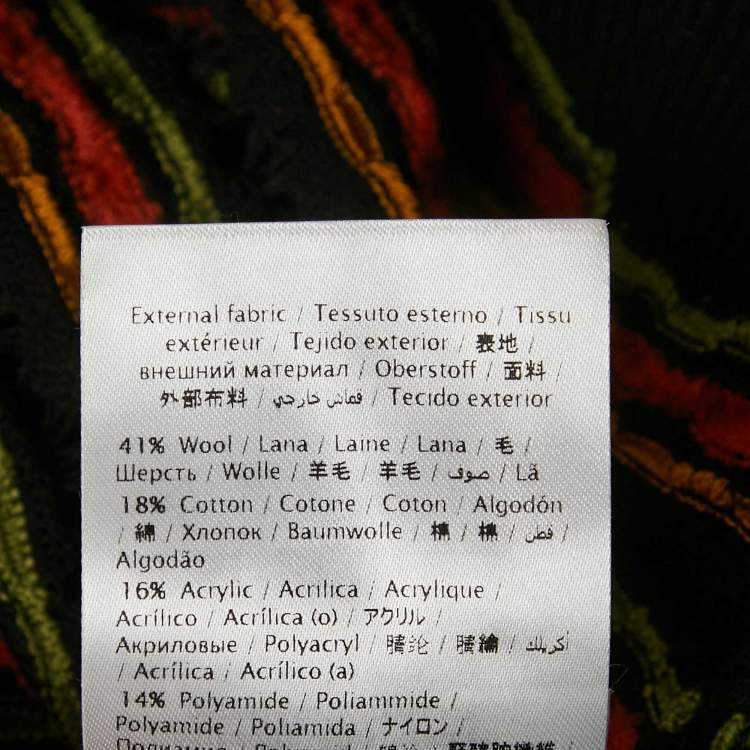 External fabric / Tessuto esterno / Tissu
extérieur / Tejido exterior / 表地 /
внешний материал / Oberstoff / 面料 /
外部布料 / قماش خارجي / Tecido exterior
41% Wool / Lana / Laine / Lana / 毛 /
Шерсть / Wolle / 羊毛 / 羊毛 / صوف / Lã
18% Cotton / Cotone / Coton / Algodón
/ 綿 / Хлопок / Baumwolle / 棉 / 棉 / قطن /
Algodão
16% Acrylic / Acrilica / Acrylique /
Acrílico / Acrílica (o) / アクリル /
Акриловые / Polyacryl / 腈纶 / 腈綸 / أكريلك
/ Acrílica / Acrílico (a)
14% Polyamide / Poliammide /
Polyamide / Poliamida / ナイロン /